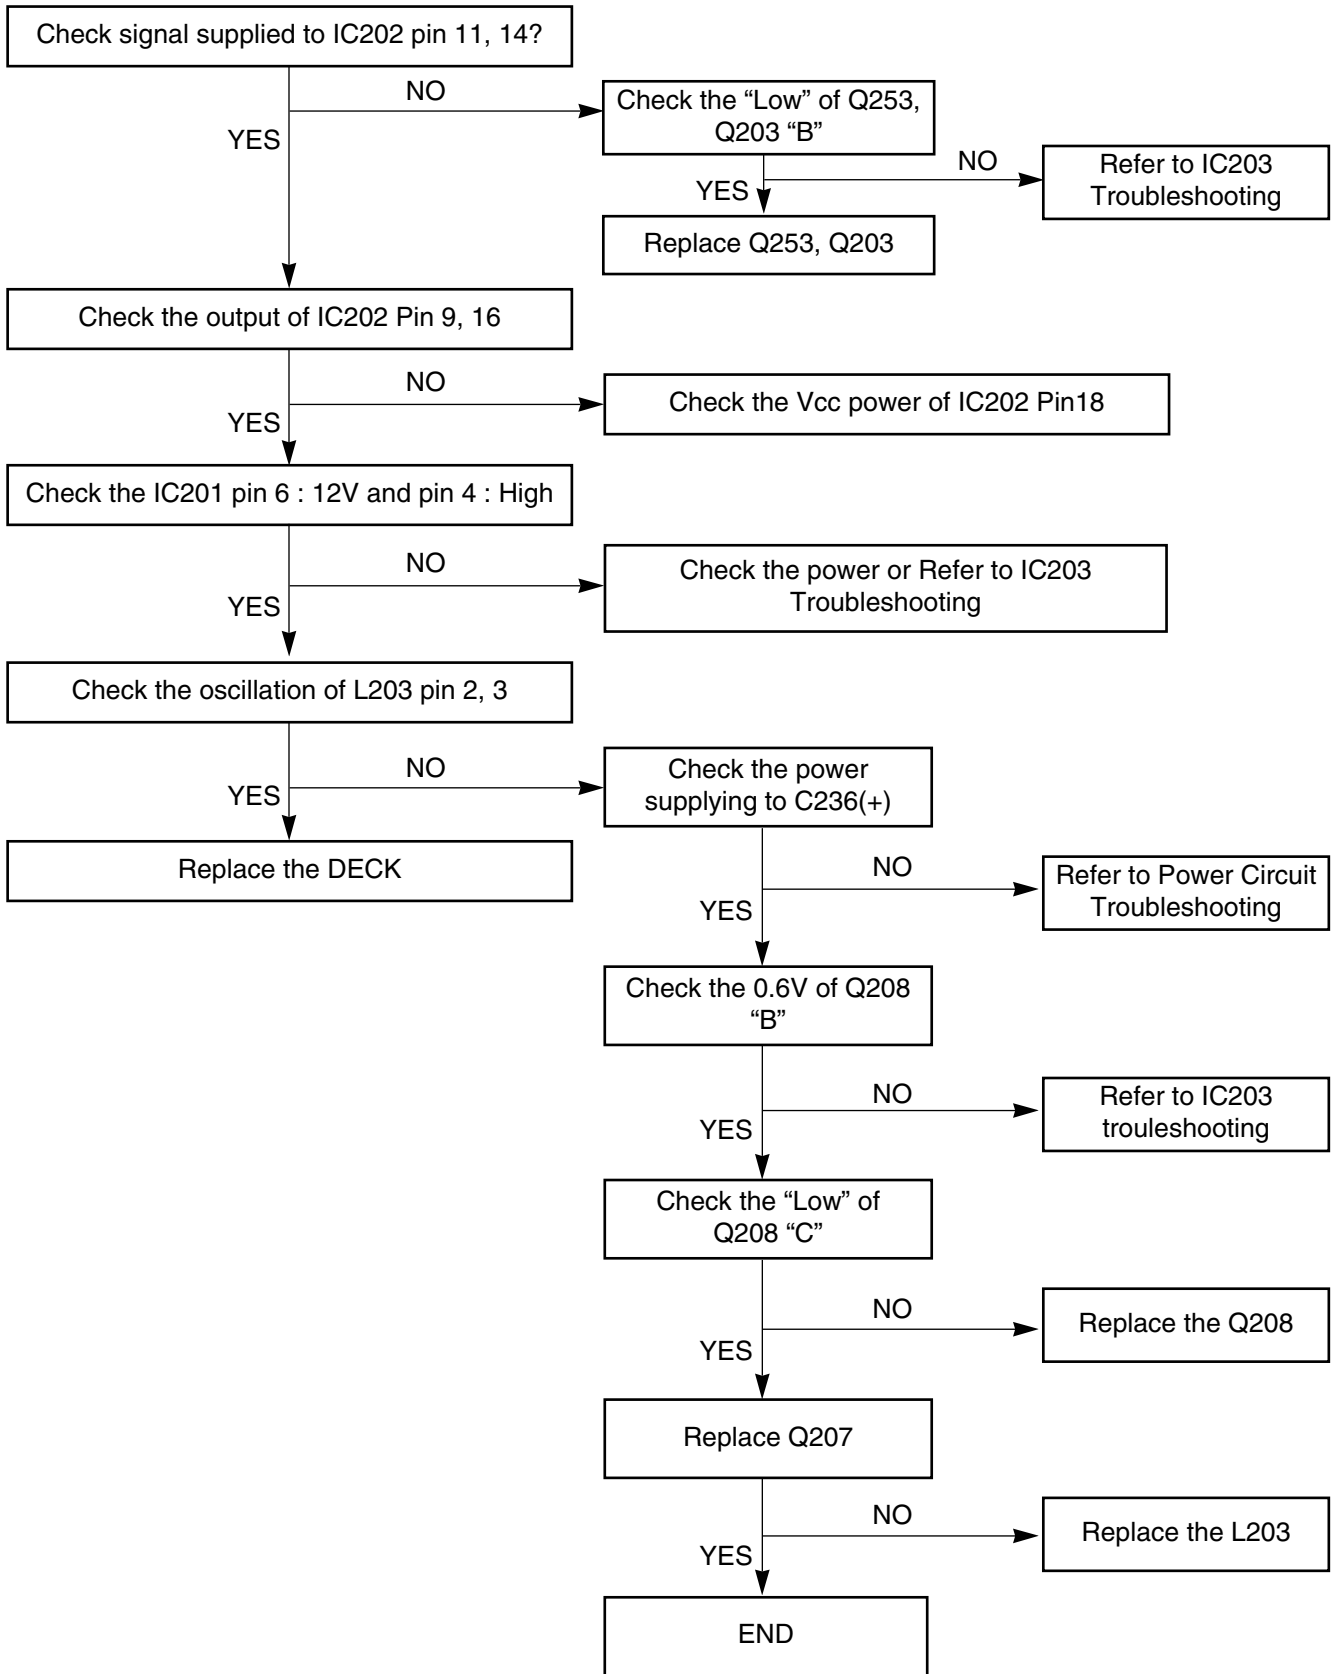 Check signal supplied to IC202 pin 11, 14?
NO
Check the “Low” of Q253,
Q203 “B”
YES
NO
Refer to IC203
Troubleshooting
YES
Replace Q253, Q203
Check the output of IC202 Pin 9, 16
NO
Check the Vcc power of IC202 Pin18
YES
Check the IC201 pin 6 : 12V and pin 4 : High
NO
Check the power or Refer to IC203
Troubleshooting
YES
Check the oscillation of L203 pin 2, 3
NO
Check the power
supplying to C236(+)
YES
Replace the DECK
NO
Refer to Power Circuit
Troubleshooting
YES
Check the 0.6V of Q208
“B”
NO
Refer to IC203
trouleshooting
YES
Check the “Low” of
Q208 “C”
NO
Replace the Q208
YES
Replace Q207
NO
Replace the L203
YES
END